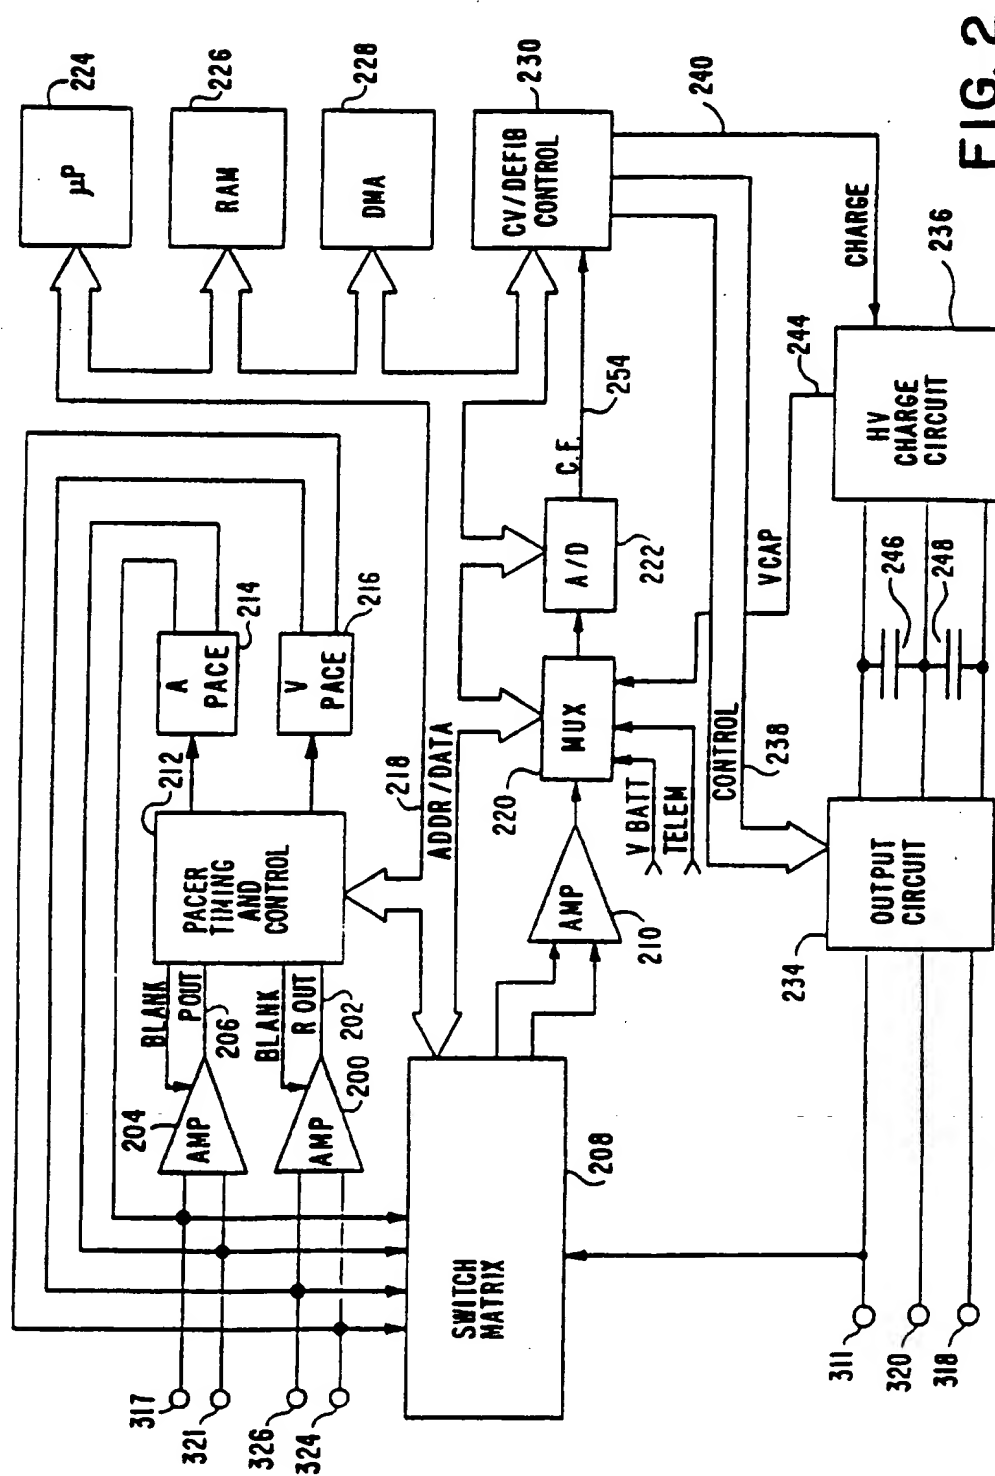 317
321
326
324
204
AMP
BLANK
P OUT
206
AMP
200
BLANK
R OUT
202
212
PACER
TIMING
AND
CONTROL
A
PACE
214
V
PACE
216
218
ADDR/DATA
224
µP
226
RAM
228
DMA
230
CV/DEFIB
CONTROL
240
SWITCH
MATRIX
208
AMP
210
220
MUX
V BATT
TELEM
A/D
222
C.F.
254
VCAP
CONTROL
238
244
CHARGE
HV
CHARGE
CIRCUIT
236
246
248
OUTPUT
CIRCUIT
234
311
320
318
FIG. 2